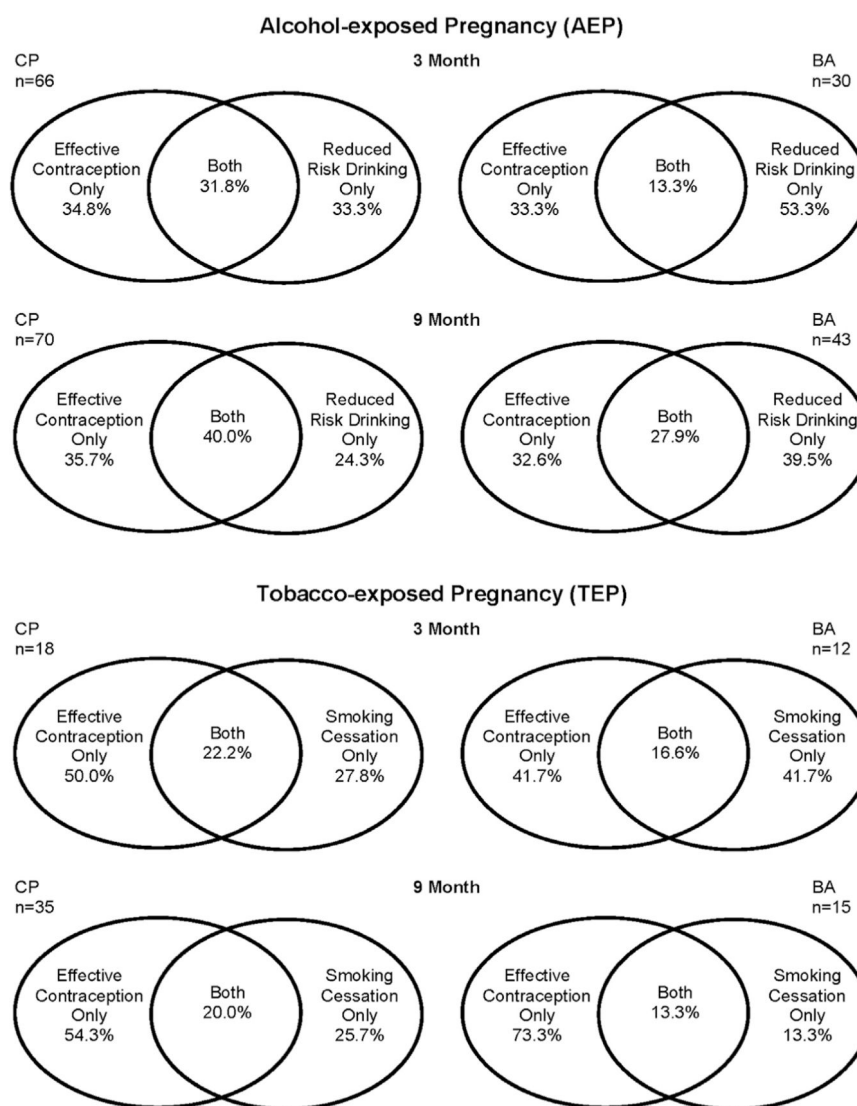 Alcohol-exposed Pregnancy (AEP)
CP
n=66
3 Month
BA
n=30
Effective
Contraception
Only
34.8%
Both
31.8%
Reduced
Risk Drinking
Only
33.3%
Effective
Contraception
Only
33.3%
Both
13.3%
Reduced
Risk Drinking
Only
53.3%
CP
n=70
9 Month
BA
n=43
Effective
Contraception
Only
35.7%
Both
40.0%
Reduced
Risk Drinking
Only
24.3%
Effective
Contraception
Only
32.6%
Both
27.9%
Reduced
Risk Drinking
Only
39.5%
Tobacco-exposed Pregnancy (TEP)
CP
n=18
3 Month
BA
n=12
Effective
Contraception
Only
50.0%
Both
22.2%
Smoking
Cessation
Only
27.8%
Effective
Contraception
Only
41.7%
Both
16.6%
Smoking
Cessation
Only
41.7%
CP
n=35
9 Month
BA
n=15
Effective
Contraception
Only
54.3%
Both
20.0%
Smoking
Cessation
Only
25.7%
Effective
Contraception
Only
73.3%
Both
13.3%
Smoking
Cessation
Only
13.3%